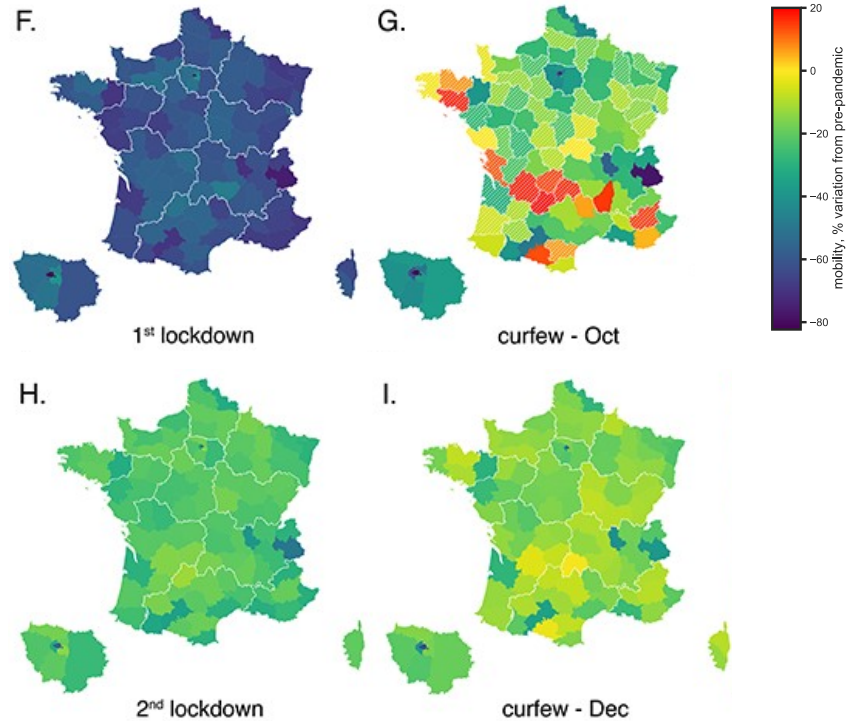 F.
G.
20
0
−20
−40
−60
−80
mobility, % variation from pre-pandemic
1st lockdown
curfew - Oct
H.
I.
2nd lockdown
curfew - Dec